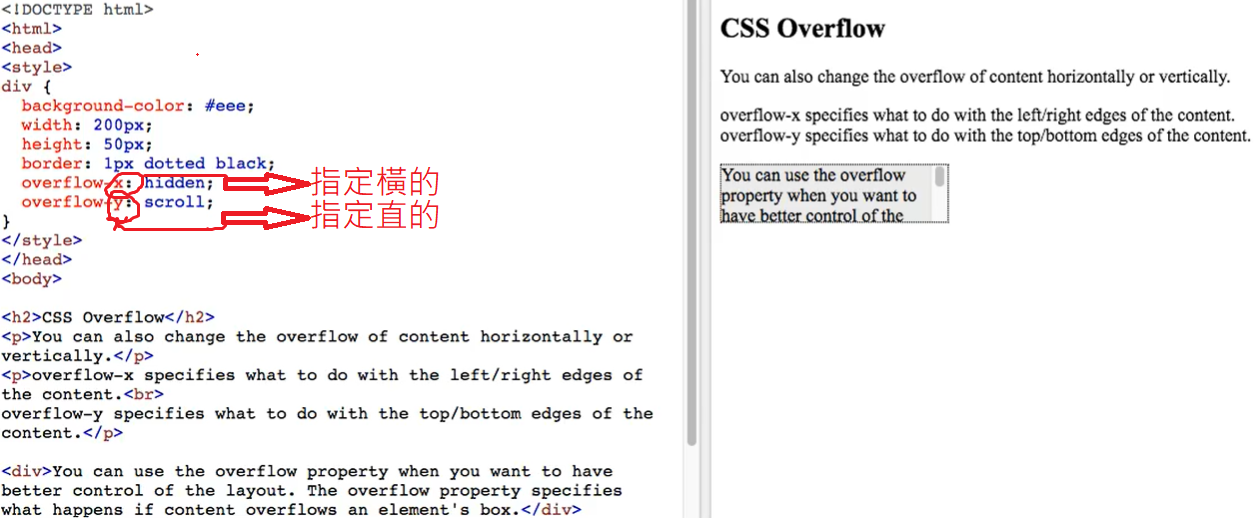 <!DOCTYPE html>
<html>
<head>
<style>
div {
  background-color: #eee;
  width: 200px;
  height: 50px;
  border: 1px dotted black;
  overflow-x: hidden; 指定橫的
  overflow-y: scroll; 指定直的
}
</style>
</head>
<body>
<h2>CSS Overflow</h2>
<p>You can also change the overflow of content horizontally or
vertically.</p>
<p>overflow-x specifies what to do with the left/right edges of
the content.<br>
overflow-y specifies what to do with the top/bottom edges of the
content.</p>
<div>You can use the overflow property when you want to have
better control of the layout. The overflow property specifies
what happens if content overflows an element's box.</div>
CSS Overflow
You can also change the overflow of content horizontally or vertically.
overflow-x specifies what to do with the left/right edges of the content.
overflow-y specifies what to do with the top/bottom edges of the content.
You can use the overflow
property when you want to
have better control of the